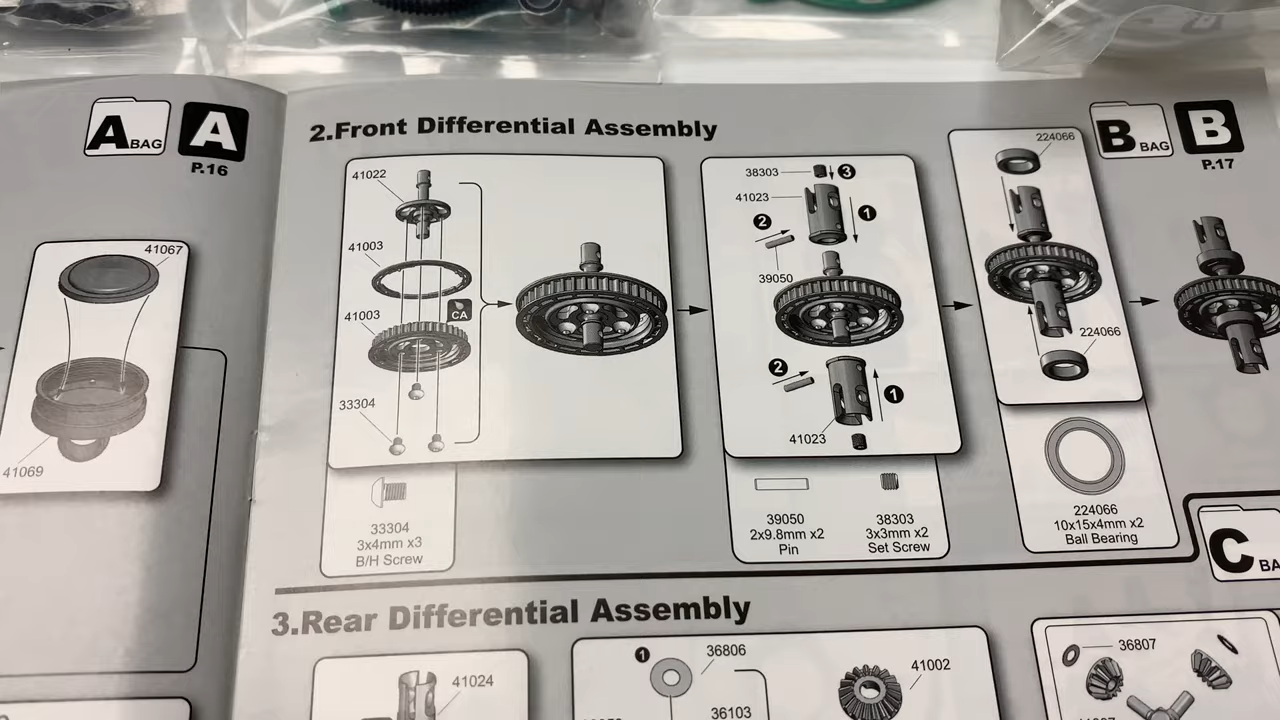 A BAG
A
P.16
41067
41069
2.Front Differential Assembly
B BAG
B
P.17
41022
41003
41003
CA
33304
33304
3x4mm x3
B/H Screw
38303
3
41023
2
1
39050
2
1
41023
39050
2x9.8mm x2
Pin
38303
3x3mm x2
Set Screw
224066
224066
224066
10x15x4mm x2
Ball Bearing
C BA
3.Rear Differential Assembly
41024
1
36806
36103
41002
36807